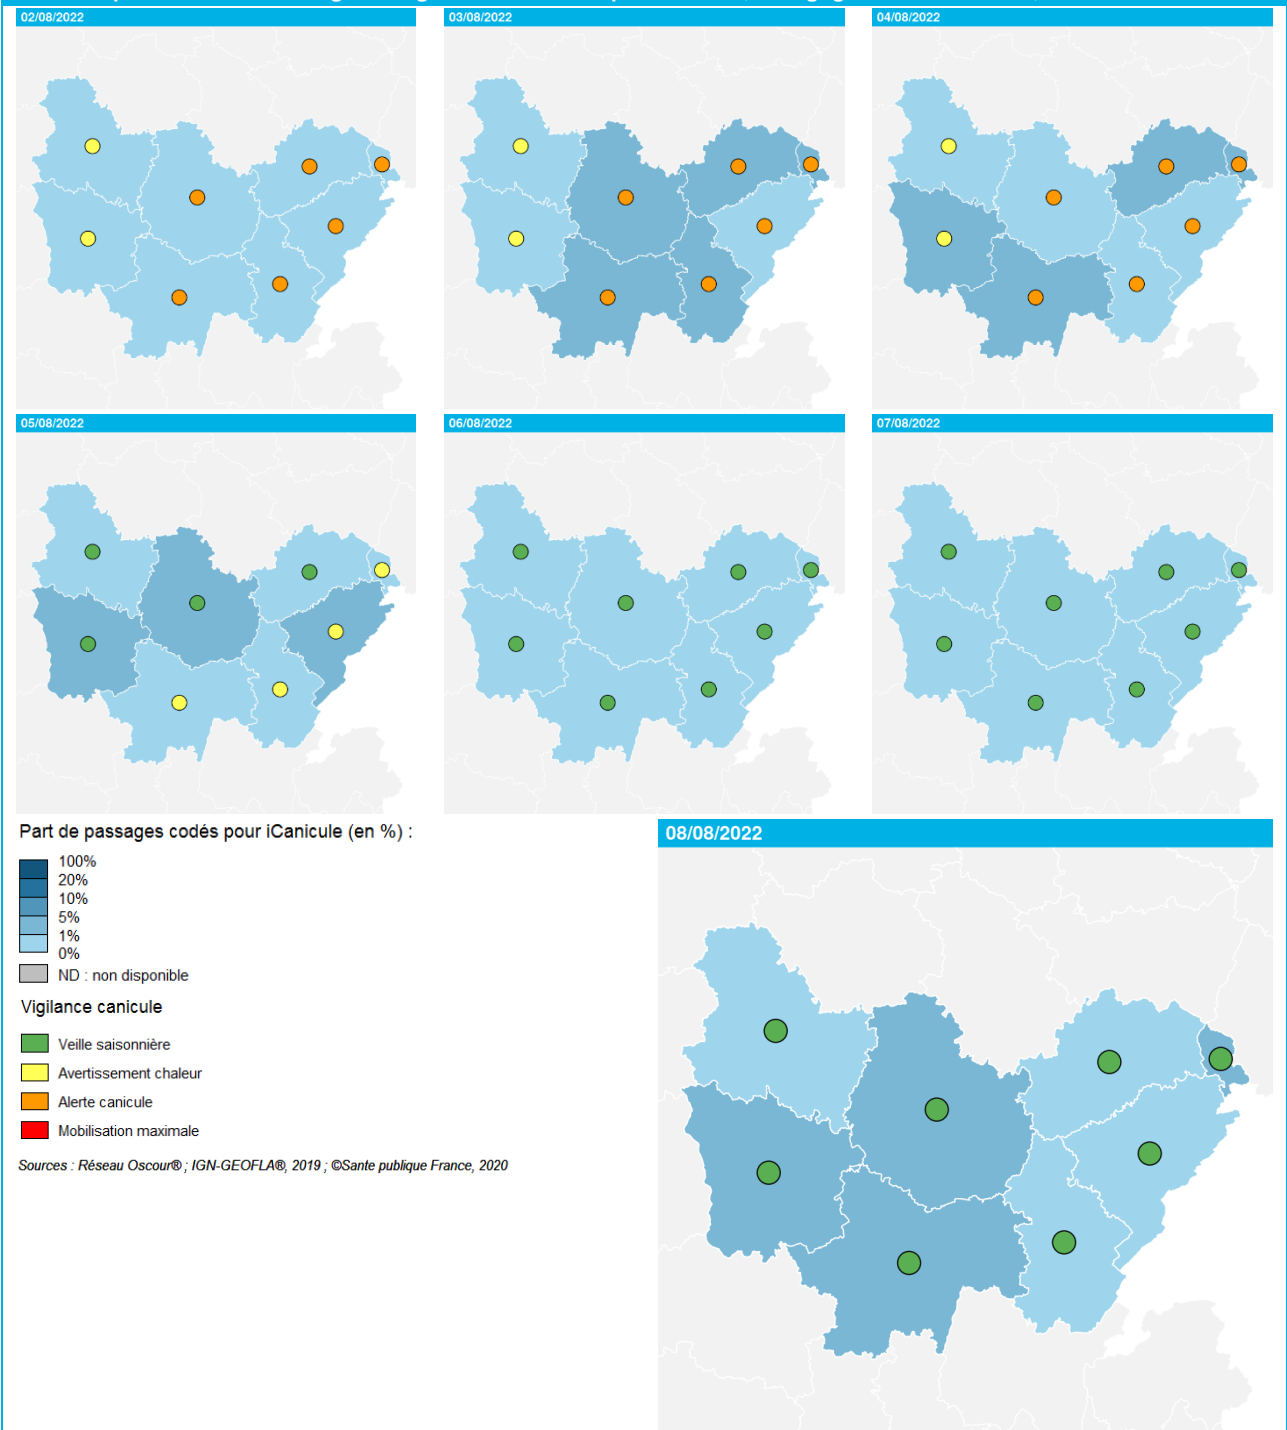 02/08/2022
03/08/2022
04/08/2022
05/08/2022
06/08/2022
07/08/2022
Part de passages codés pour iCanicule (en %) :
100%
20%
10%
5%
1%
0%
ND : non disponible
Vigilance canicule
Veille saisonnière
Avertissement chaleur
Alerte canicule
Mobilisation maximale
Sources : Réseau Oscour® ; IGN-GEOFLA®, 2019 ; ©Sante publique France, 2020
08/08/2022